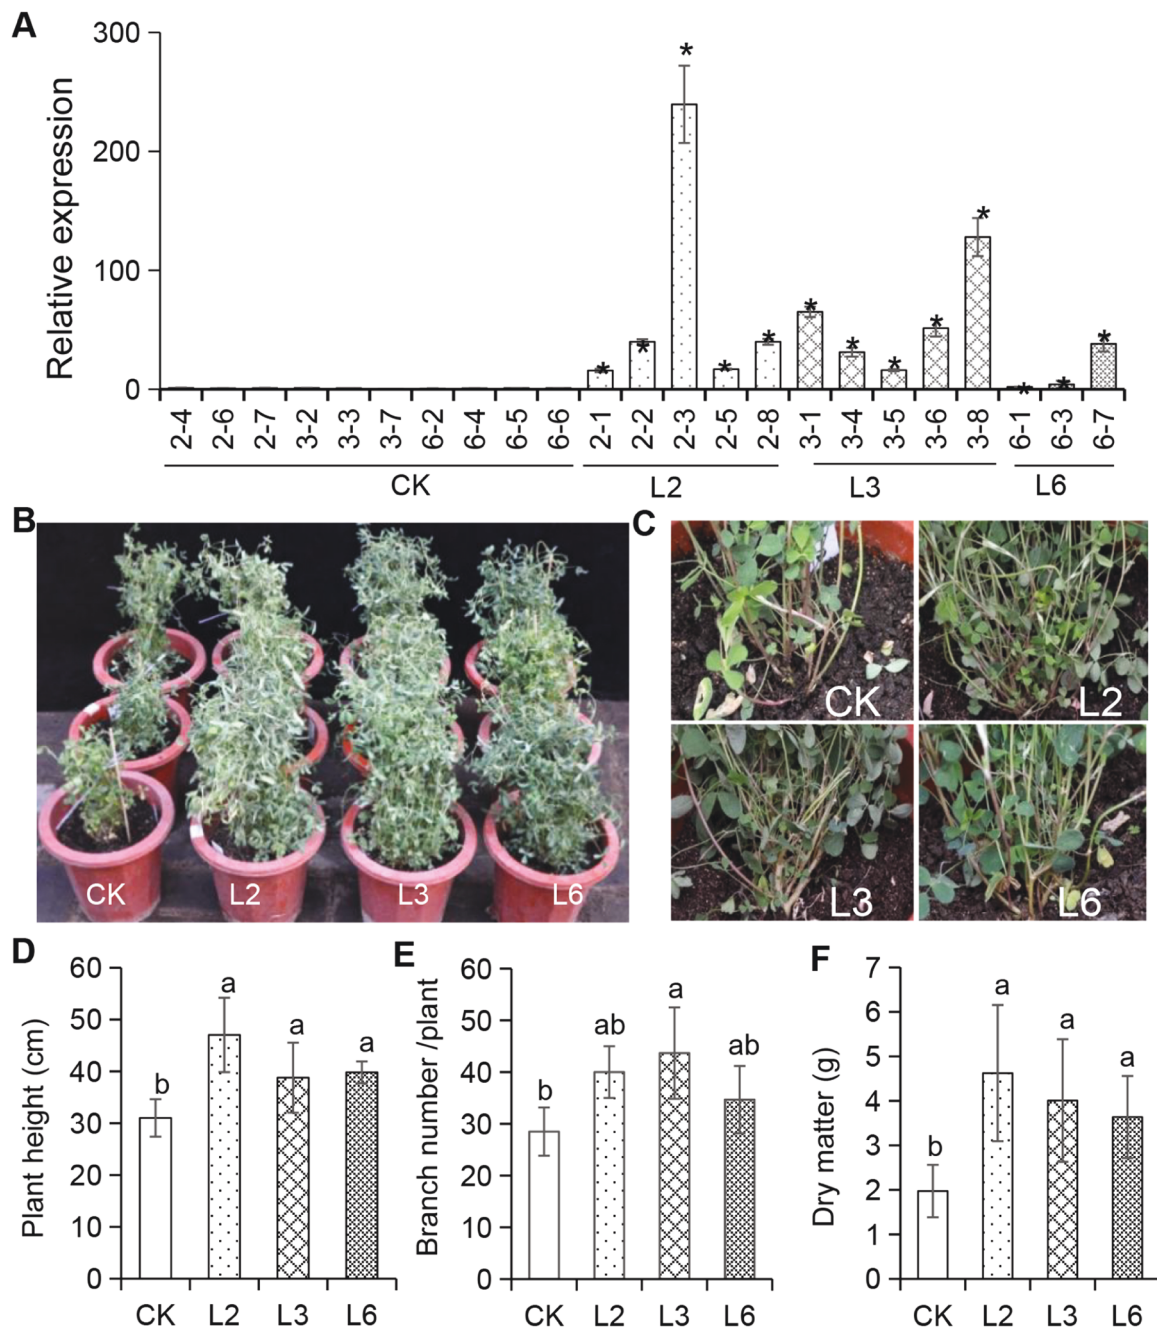 A
Relative expression
300
200
100
0
* * * * * * * * * * * * *
2-4 2-6 2-7 3-2 3-3 3-7 6-2 6-4 6-5 6-6 2-1 2-2 2-3 2-5 2-8 3-1 3-4 3-5 3-6 3-8 6-1 6-3 6-7
CK L2 L3 L6
B
CK L2 L3 L6
C
CK L2
L3 L6
D
Plant height (cm)
60
50
40
30
20
10
0
b a a a
CK L2 L3 L6
E
Branch number /plant
60
50
40
30
20
10
0
b ab a ab
CK L2 L3 L6
F
Dry matter (g)
7
6
5
4
3
2
1
0
b a a a
CK L2 L3 L6